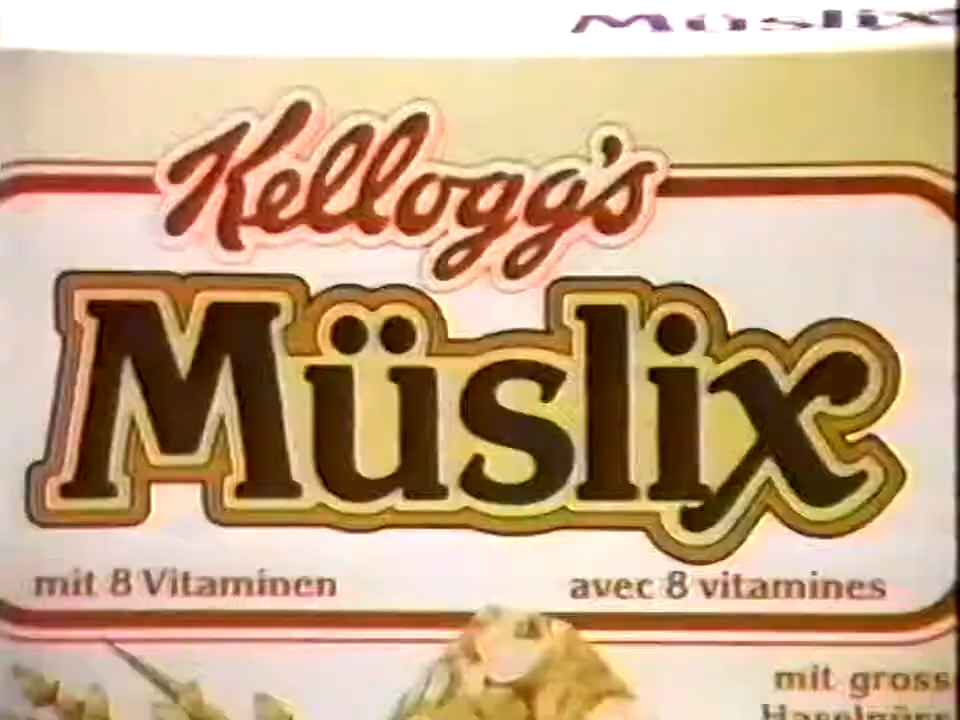 Müslix
Kellogg's
Müslix
mit 8 Vitaminen
avec 8 vitamines
mit gross